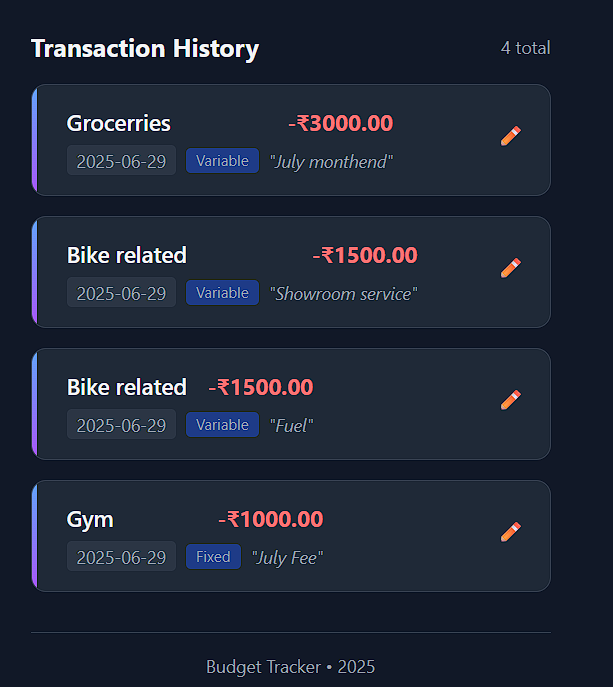 Transaction History 4 total
Grocerries -₹3000.00
2025-06-29 Variable "July monthend"
Bike related -₹1500.00
2025-06-29 Variable "Showroom service"
Bike related -₹1500.00
2025-06-29 Variable "Fuel"
Gym -₹1000.00
2025-06-29 Fixed "July Fee"
Budget Tracker • 2025